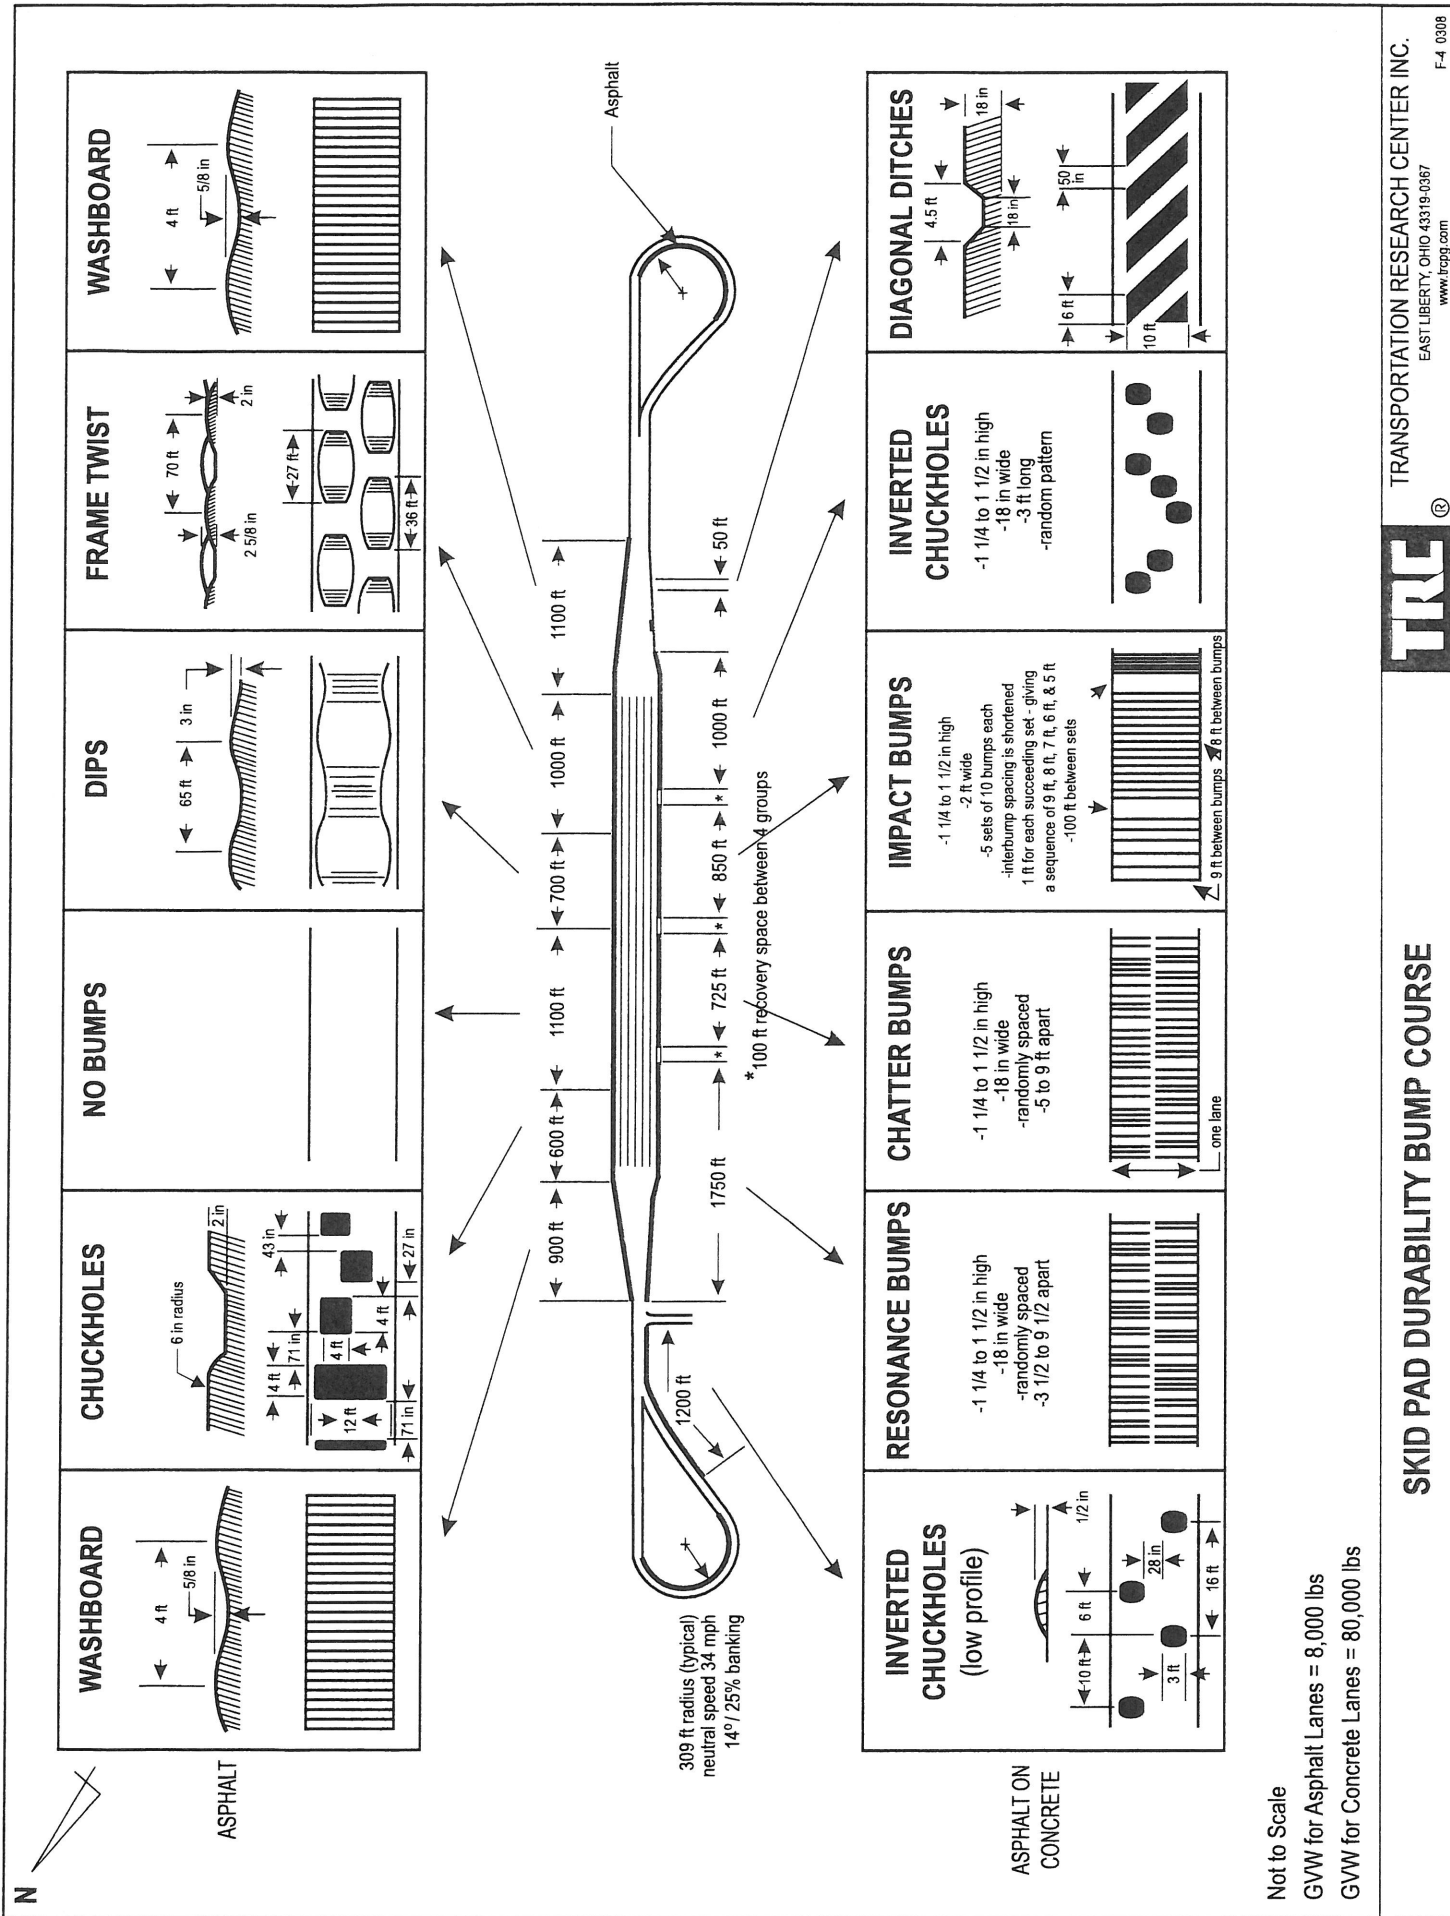 N
ASPHALT
WASHBOARD
4 ft
5/8 in
CHUCKHOLES
6 in radius
2 in
4 ft
71 in
43 in
12 ft
4 ft
4 ft
71 in
27 in
NO BUMPS
DIPS
65 ft
3 in
FRAME TWIST
70 ft
2 5/8 in
2 in
27 ft
36 ft
WASHBOARD
4 ft
5/8 in
900 ft
600 ft
1100 ft
700 ft
1000 ft
1100 ft
Asphalt
309 ft radius (typical)
neutral speed 34 mph
14º/ 25% banking
1200 ft
1750 ft
*
725 ft
*
850 ft
*
1000 ft
50 ft
*100 ft recovery space between 4 groups
ASPHALT ON
CONCRETE
INVERTED
CHUCKHOLES
(low profile)
1/2 in
10 ft
6 ft
3 ft
28 in
16 ft
RESONANCE BUMPS
-1 1/4 to 1 1/2 in high
-18 in wide
-randomly spaced
-3 1/2 to 9 1/2 apart
CHATTER BUMPS
-1 1/4 to 1 1/2 in high
-18 in wide
-randomly spaced
-5 to 9 ft apart
one lane
IMPACT BUMPS
-1 1/4 to 1 1/2 in high
-2 ft wide
-5 sets of 10 bumps each
-interbump spacing is shortened
1 ft for each succeeding set - giving
a sequence of 9 ft, 8 ft, 7 ft, 6 ft, & 5 ft
-100 ft between sets
9 ft between bumps
8 ft between bumps
INVERTED
CHUCKHOLES
-1 1/4 to 1 1/2 in high
-18 in wide
-3 ft long
-random pattern
DIAGONAL DITCHES
4.5 ft
18 in
18 in
6 ft
50
in
10 ft
Not to Scale
GVW for Asphalt Lanes = 8,000 lbs
GVW for Concrete Lanes = 80,000 lbs
SKID PAD DURABILITY BUMP COURSE
TRC ®
TRANSPORTATION RESEARCH CENTER INC.
EAST LIBERTY, OHIO 43319-0367
www.trcpg.com
F-4 0308